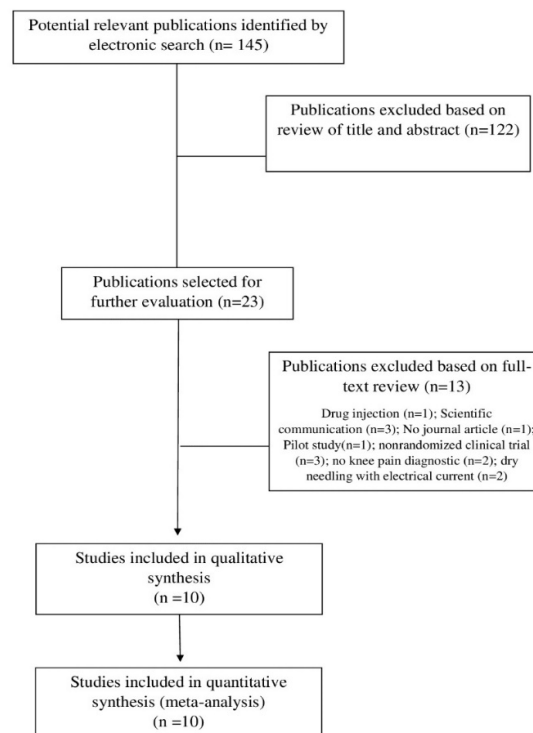 Potential relevant publications identified by
electronic search (n= 145)
Publications excluded based on
review of title and abstract (n=122)
Publications selected for
further evaluation (n=23)
Publications excluded based on full-
text review (n=13)
Drug injection (n=1); Scientific
communication (n=3); No journal article (n=1);
Pilot study(n=1); nonrandomized clinical trial
(n=3); no knee pain diagnostic (n=2); dry
needling with electrical current (n=2)
Studies included in qualitative
synthesis
(n =10)
Studies included in quantitative
synthesis (meta-analysis)
(n =10)